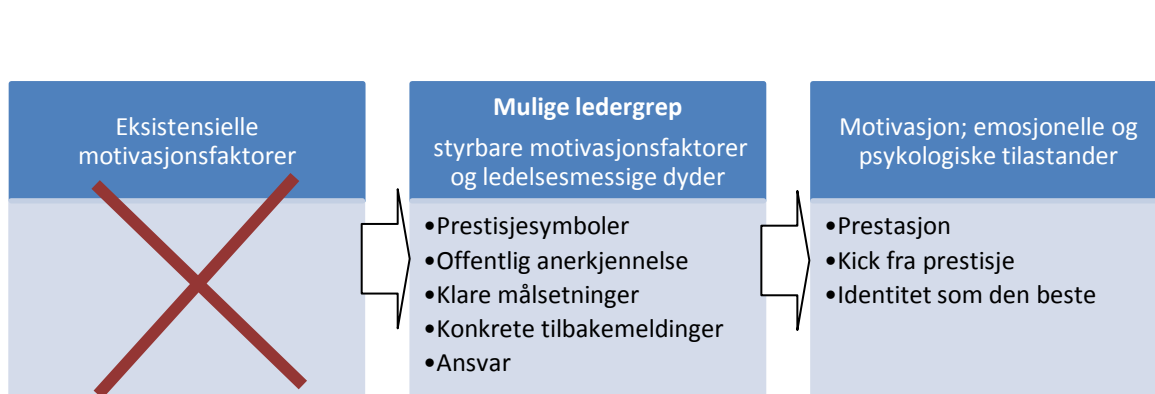 Eksistensielle
motivasjonsfaktorer
Mulige ledergrep
styrbare motivasjonsfaktorer
og ledelsesmessige dyder
•Prestisjesymboler
•Offentlig anerkjennelse
•Klare målsetninger
•Konkrete tilbakemeldinger
•Ansvar
Motivasjon; emosjonelle og
psykologiske tilastander
•Prestasjon
•Kick fra prestisje
•Identitet som den beste